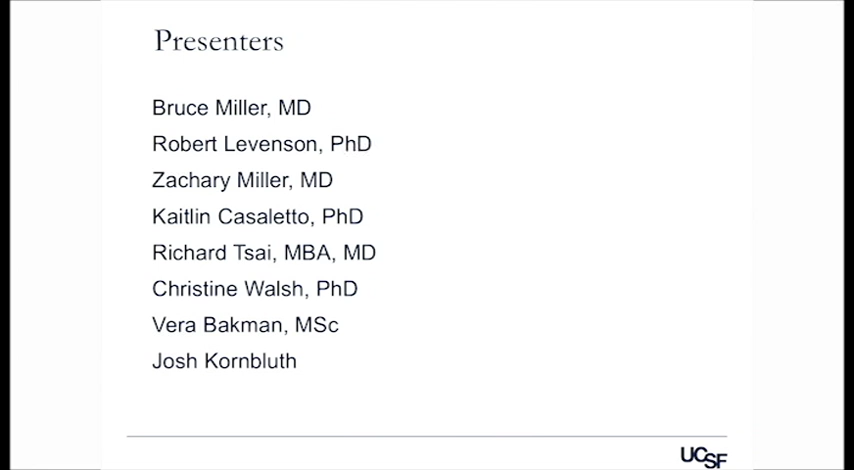 Presenters
Bruce Miller, MD
Robert Levenson, PhD
Zachary Miller, MD
Kaitlin Casaletto, PhD
Richard Tsai, MBA, MD
Christine Walsh, PhD
Vera Bakman, MSc
Josh Kornbluth
UCSF